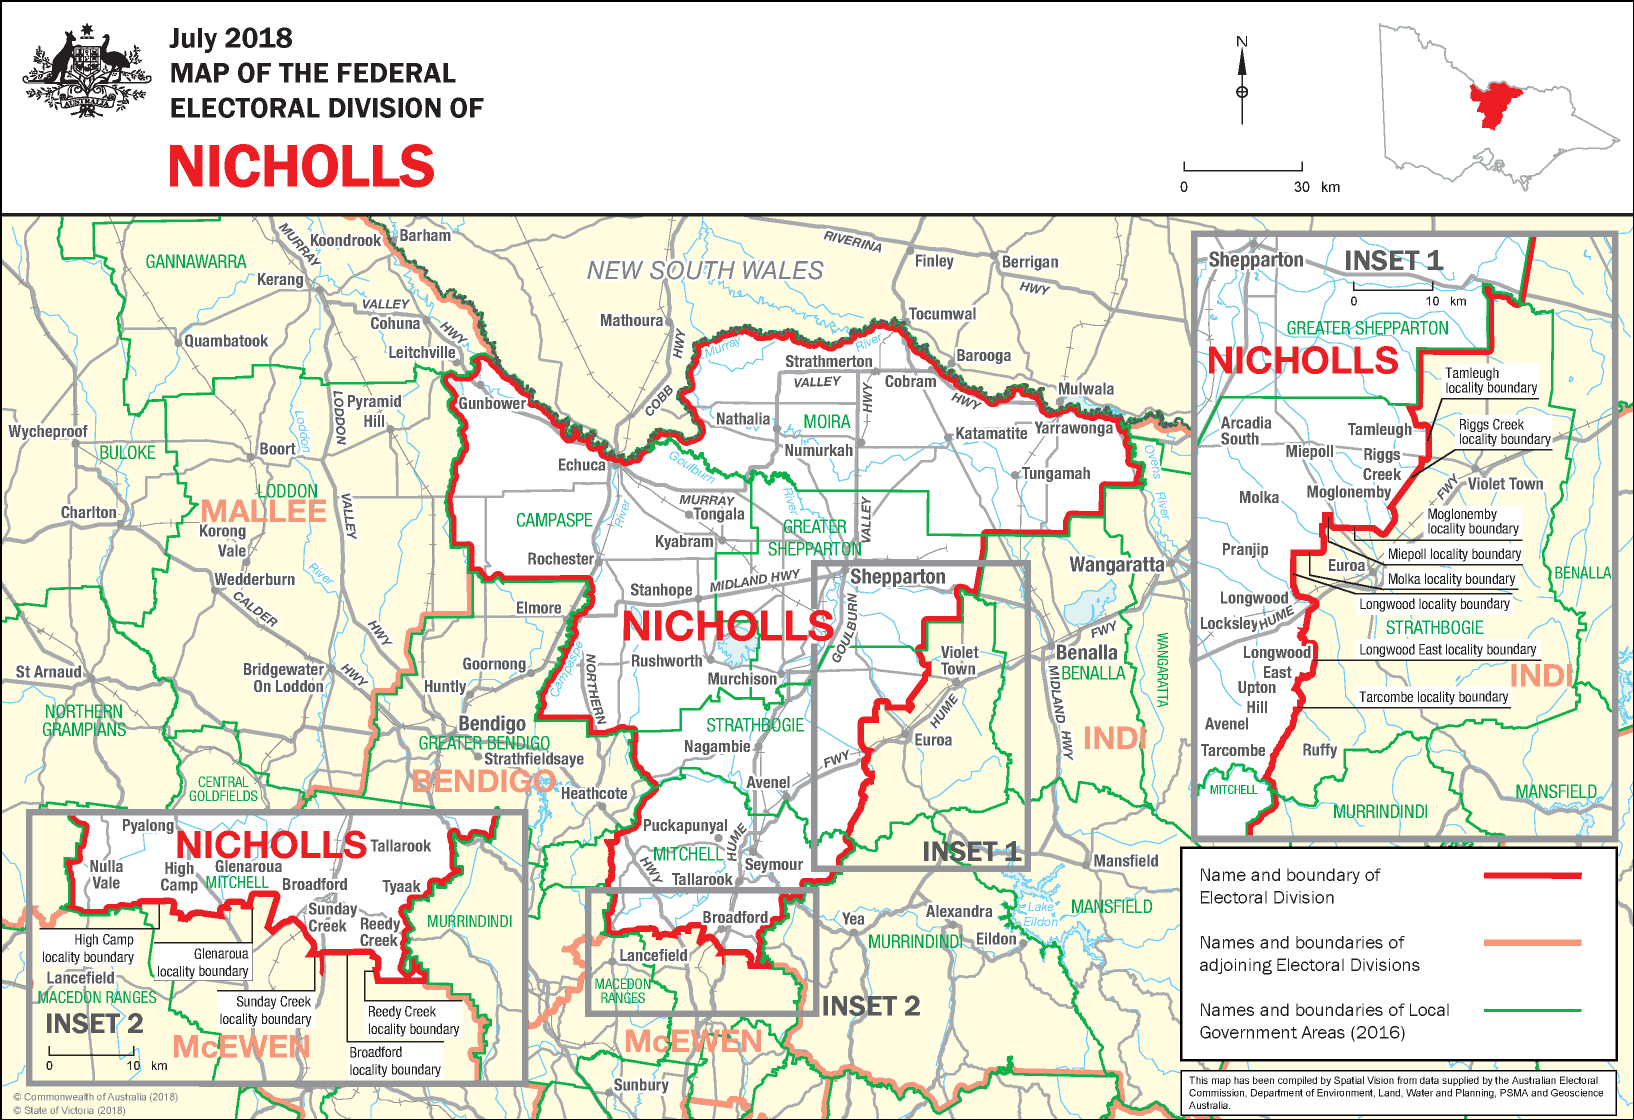 July 2018
MAP OF THE FEDERAL
ELECTORAL DIVISION OF
NICHOLLS
AUSTRALIA
N
0 30 km
NEW SOUTH WALES
GANNAWARRA
MURRAY
Koondrook
Barham
Kerang
VALLEY
Cohuna
HWY
Leitchville
Quambatook
RIVERINA
Finley
Berrigan
HWY
Mathoura
HWY
COBB
Tocumwal
Murray
River
Barooga
Strathmerton
VALLEY
Cobram
HWY
HWY
Mulwala
Pyramid
Hill
LODDON
Loddon
Gunbower
Wycheproof
BULOKE
Boort
LODDON
MALLEE
Nathalia
MOIRA
Numurkah
Katamatite
Yarrawonga
Tungamah
Ovens
River
Echuca
Goulburn
River
MURRAY
Tongala
VALLEY
River
CAMPASPE
GREATER
SHEPPARTON
Kyabram
Rochester
Charlton
Korong
Vale
VALLEY
Wedderburn
River
CALDER
HWY
Elmore
Stanhope
MIDLAND HWY
Shepparton
Wangaratta
NICHOLLS
GOULBURN
Rushworth
Murchison
Violet
Town
FWY
Benalla
BENALLA
WANGARATTA
St Arnaud
Bridgewater
On Loddon
HWY
Goornong
Huntly
Campaspe
NORTHERN
HWY
NORTHERN
GRAMPIANS
Bendigo
GREATER BENDIGO
Strathfieldsaye
BENDIGO
CENTRAL
GOLDFIELDS
Heathcote
STRATHBOGIE
Nagambie
Avenel
FWY
HUME
Euroa
MIDLAND HWY
INDI
Puckapunyal
MITCHELL
HUME
HWY
Seymour
Tallarook
INSET 1
Mansfield
Broadford
Lancefield
MACEDON
RANGES
INSET 2
McEWEN
Sunbury
Yea
Alexandra
MURRINDINDI
Eildon
Lake
Eildon
MANSFIELD
Shepparton
INSET 1
0 10 km
GREATER SHEPPARTON
NICHOLLS
Tamleugh
locality boundary
Arcadia
South
Tamleugh
Riggs Creek
locality boundary
Miepoll
Riggs
Creek
FWY
Violet Town
Molka
Moglonemby
Moglonemby
locality boundary
Pranjip
Miepoll locality boundary
Euroa
Molka locality boundary
BENALLA
Longwood
Longwood locality boundary
Locksley
HUME
STRATHBOGIE
Longwood
East
Longwood East locality boundary
INDI
Upton
Hill
Tarcombe locality boundary
Avenel
Tarcombe
Ruffy
MITCHELL
MURRINDINDI
MANSFIELD
Pyalong
NICHOLLS
Tallarook
Nulla
Vale
High
Camp
Glenaroua
MITCHELL
Broadford
Tyaak
Sunday
Creek
Reedy
Creek
MURRINDINDI
High Camp
locality boundary
Glenaroua
locality boundary
Lancefield
MACEDON RANGES
Sunday Creek
locality boundary
Reedy Creek
locality boundary
INSET 2
McEWEN
Broadford
locality boundary
0 10 km
Name and boundary of
Electoral Division
Names and boundaries of
adjoining Electoral Divisions
Names and boundaries of Local
Government Areas (2016)
This map has been compiled by Spatial Vision from data supplied by the Australian Electoral
Commission, Department of Environment, Land, Water and Planning, PSMA and Geoscience
Australia.
© Commonwealth of Australia (2018)
© State of Victoria (2018)